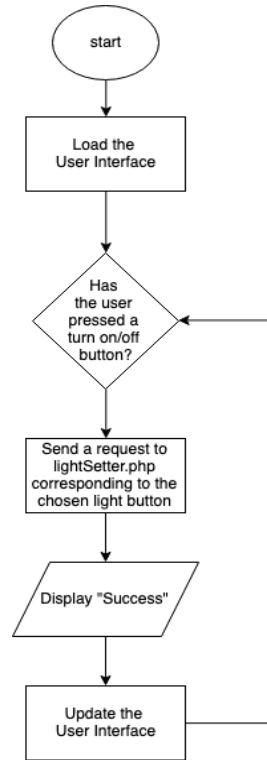 start
Load the
User Interface
Has
the user
pressed a
turn on/off
button?
Send a request to
lightSetter.php
corresponding to the
chosen light button
Display "Success"
Update the
User Interface